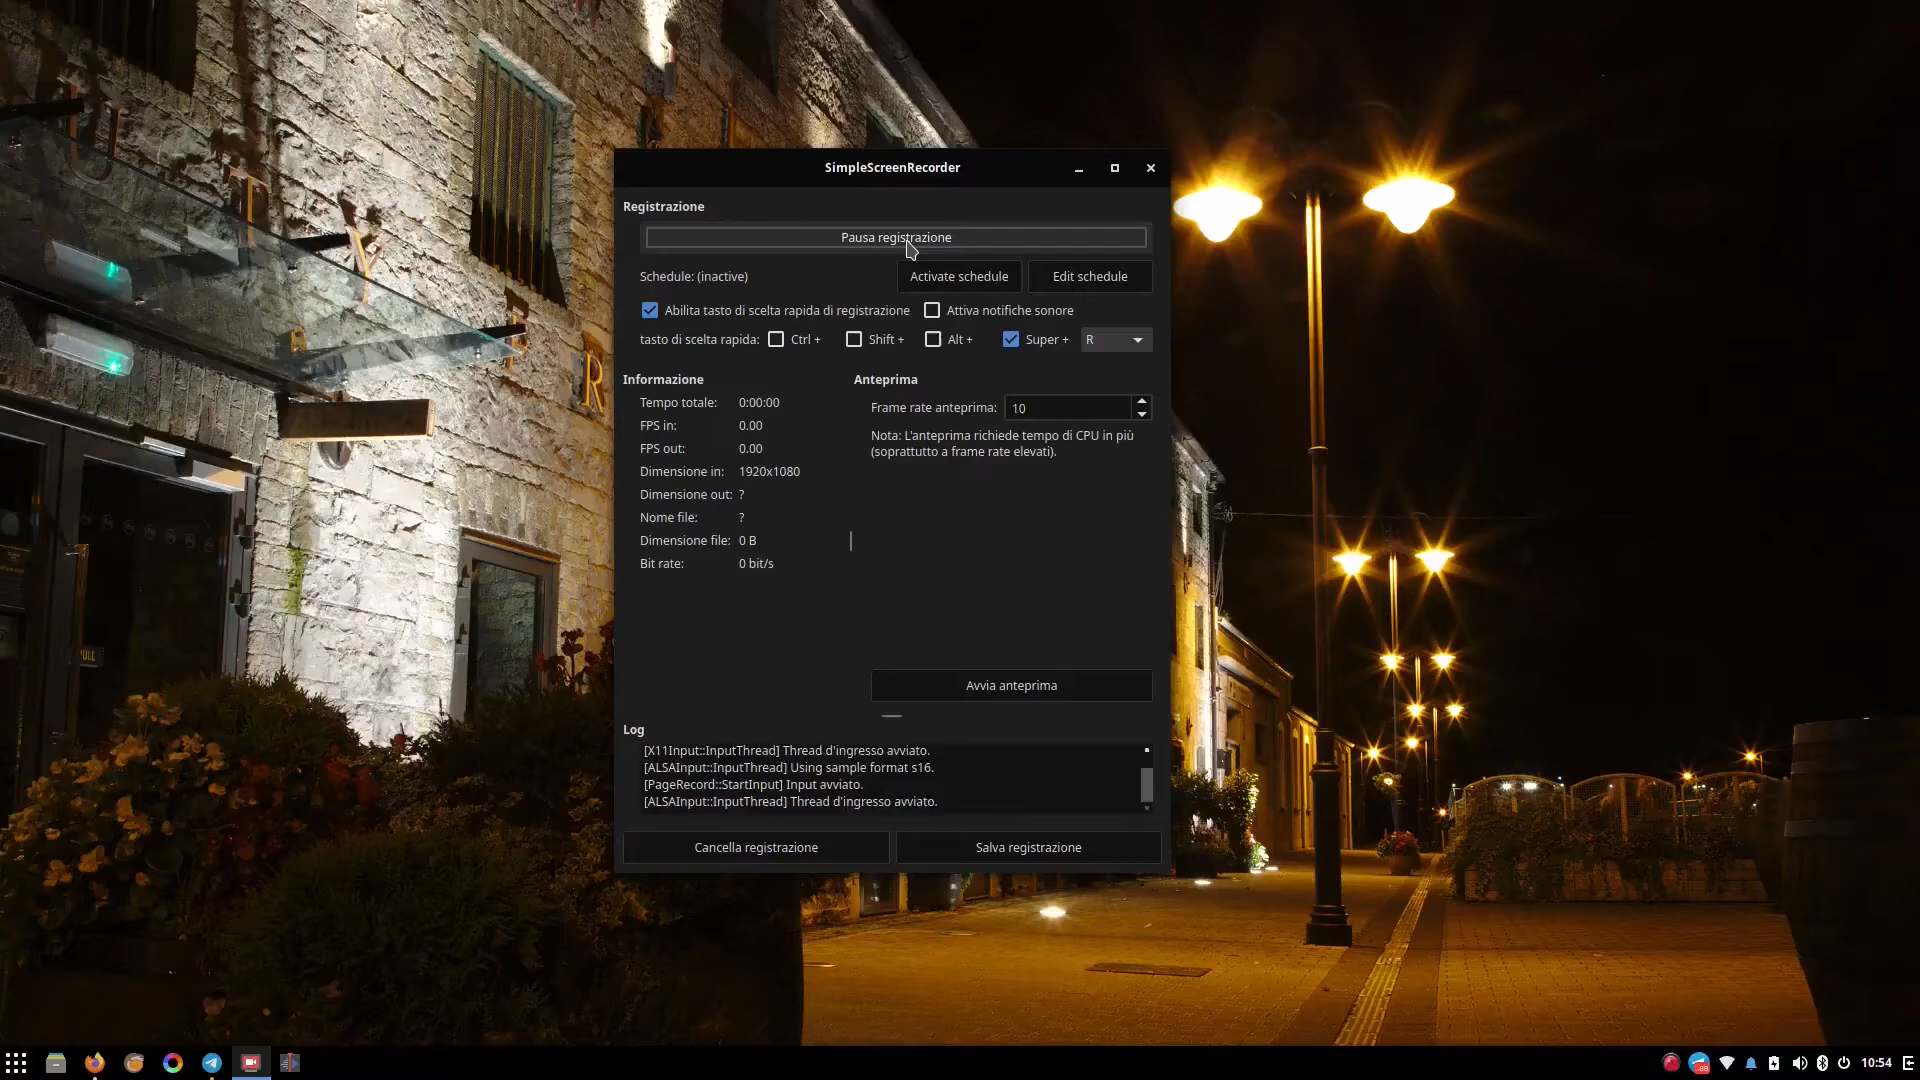 SimpleScreenRecorder
Registrazione
Pausa registrazione
Schedule: (inactive)
Activate schedule
Edit schedule
Abilita tasto di scelta rapida di registrazione
Attiva notifiche sonore
tasto di scelta rapida:
Ctrl +
Shift +
Alt +
Super +
R
Informazione
Tempo totale: 0:00:00
FPS in: 0.00
FPS out: 0.00
Dimensione in: 1920x1080
Dimensione out: ?
Nome file: ?
Dimensione file: 0 B
Bit rate: 0 bit/s
Anteprima
Frame rate anteprima: 10
Nota: L'anteprima richiede tempo di CPU in più
(soprattutto a frame rate elevati).
Avvia anteprima
Log
[X11Input::InputThread] Thread d'ingresso avviato.
[ALSAInput::InputThread] Using sample format s16.
[PageRecord::StartInput] Input avviato.
[ALSAInput::InputThread] Thread d'ingresso avviato.
Cancella registrazione
Salva registrazione
10:54